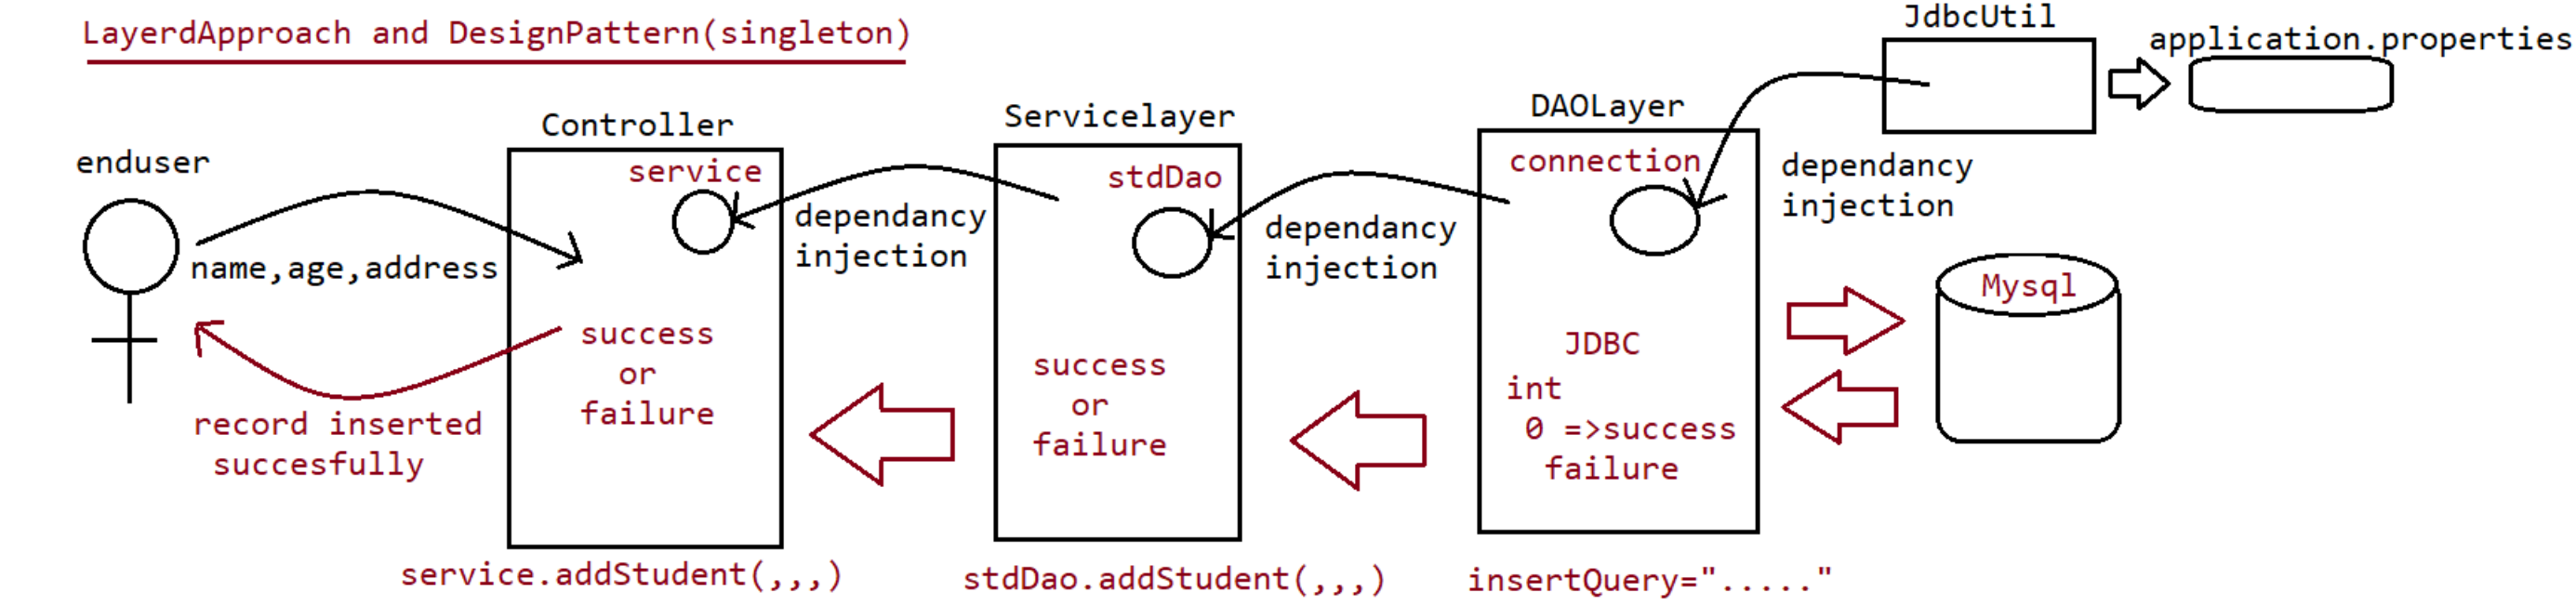 LayerdApproach and DesignPattern(singleton)
enduser
name,age,address
record inserted
succesfully
Controller
service
success
or
failure
service.addStudent(,,,)
dependancy
injection
Servicelayer
stdDao
success
or
failure
stdDao.addStudent(,,,)
dependancy
injection
DAOLayer
connection
JDBC
int
0 =>success
failure
insertQuery="....."
dependancy
injection
JdbcUtil
application.properties
Mysql